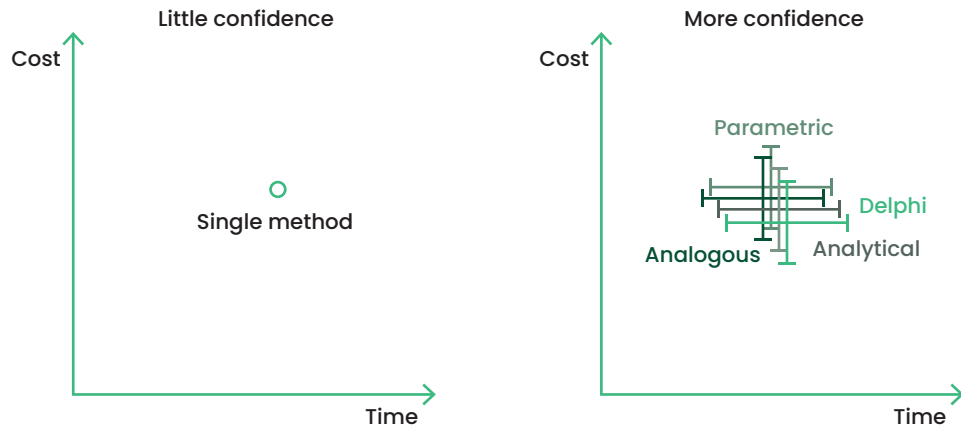 Little confidence
Cost
Single method
Time
More confidence
Cost
Parametric
Delphi
Analytical
Analogous
Time